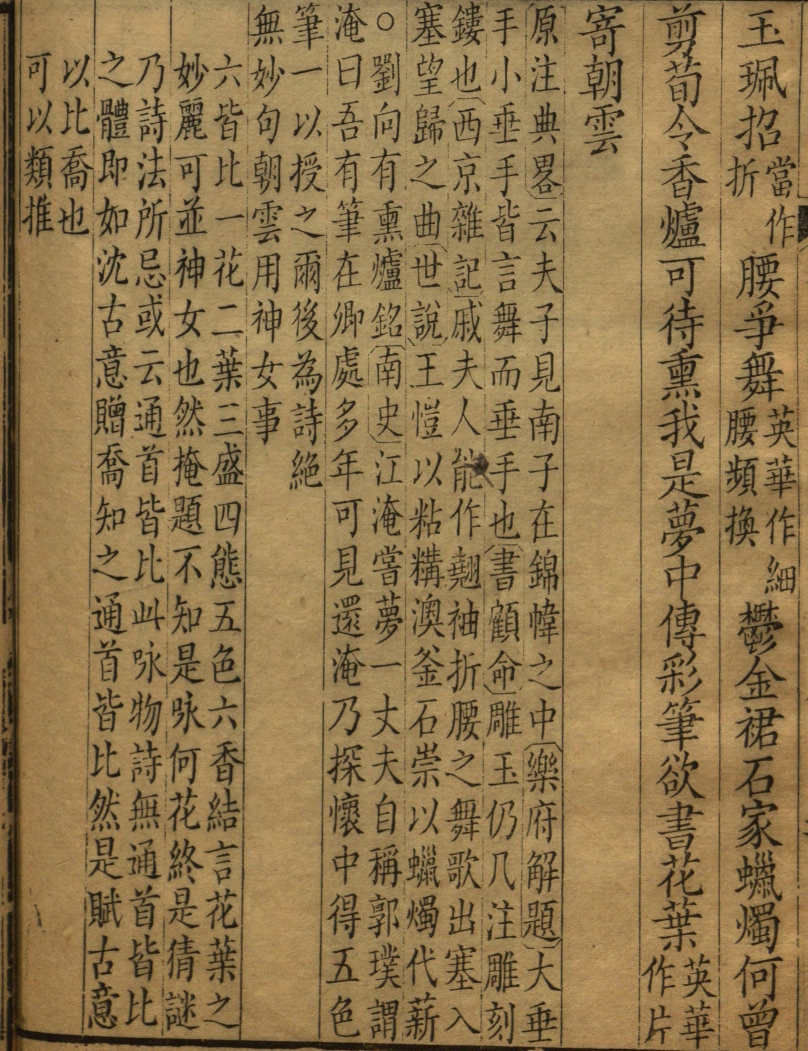 玉珮招當作折腰爭舞英華作細腰頻換鬱金裙石家蠟燭何曾
剪荀令香爐可待熏我是夢中傳彩筆欲書花葉英華作片
寄朝雲
原注典畧云夫子見南子在錦幃之中樂府解題大垂
手小垂手皆言舞而垂手也書顧命雕玉仍几注雕刻
鏤也西京雜記戚夫人能作翹袖折腰之舞歌出塞入
塞望歸之曲世說王愷以粘糒澳釜石崇以蠟燭代薪
○劉向有熏爐銘南史江淹嘗夢一丈夫自稱郭璞謂
淹曰吾有筆在卿處多年可見還淹乃探懷中得五色
筆一以授之爾後為詩絕
無妙句朝雲用神女事
六皆比一花二葉三盛四態五色六香結言花葉之
妙麗可並神女也然掩題不知是咏何花終是猜謎
乃詩法所忌或云通首皆比此咏物詩無通首皆比
之體即如沈古意贈喬知之通首皆比然是賦古意
以比喬也
可以類推